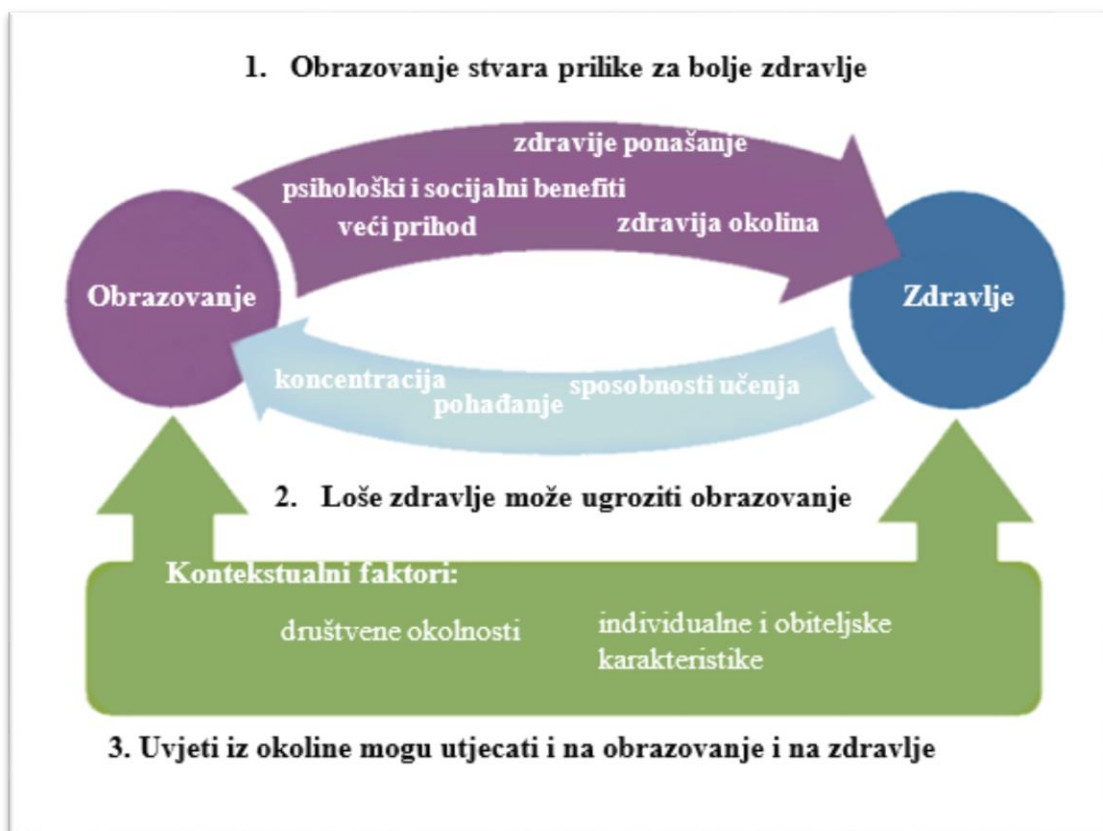 1. Obrazovanje stvara prilike za bolje zdravlje
zdravije ponašanje
psihološki i socijalni benefiti
veći prihod
zdravija okolina
Obrazovanje
Zdravlje
koncentracija
pohađanje
sposobnosti učenja
2. Loše zdravlje može ugroziti obrazovanje
Kontekstualni faktori:
društvene okolnosti
individualne i obiteljske
karakteristike
3. Uvjeti iz okoline mogu utjecati i na obrazovanje i na zdravlje